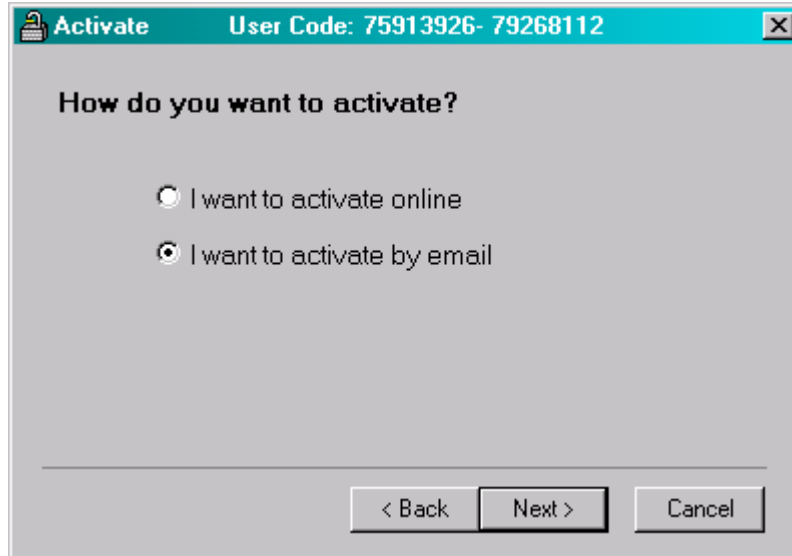 Activate User Code: 75913926- 79268112
How do you want to activate?
I want to activate online
I want to activate by email
< Back Next > Cancel